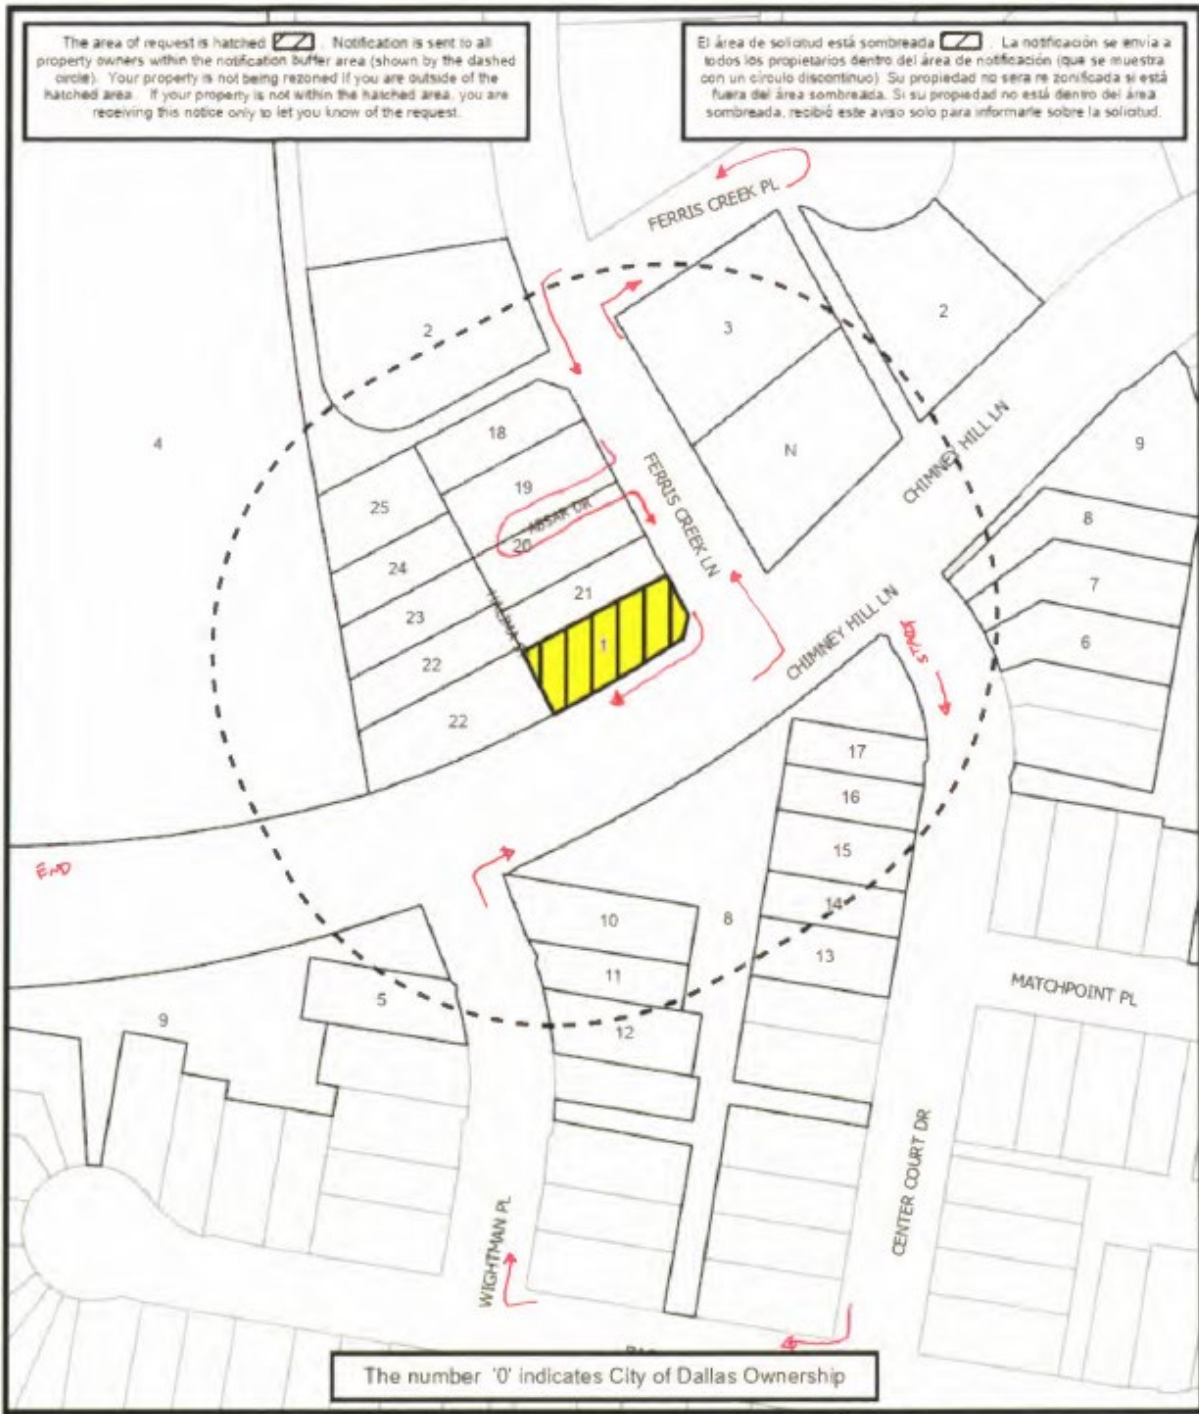 The area of request is hatched . Notification is sent to all
property owners within the notification buffer area (shown by the dashed
circle). Your property is not being rezoned if you are outside of the
hatched area. If your property is not within the hatched area, you are
receiving this notice only to let you know of the request.
El área de solicitud está sombreada . La notificación se envía a
todos los propietarios dentro del área de notificación (que se muestra
con un círculo discontinuo) Su propiedad no sera re zonificada si está
fuera del área sombreada. Si su propiedad no está dentro del área
sombreada, recibió este aviso solo para informarle sobre la solicitud.
FERRIS CREEK PL
2
3
2
4
18
N
CHIMNEY HILL LN
9
19
FERRIS CREEK LN
25
ABSAR DR
20
8
24
21
7
23
1
CHIMNEY HILL LN
START
6
22
22
17
16
15
END
14
10
8
13
11
5
12
9
MATCHPOINT PL
CENTER COURT DR
WIGHTMAN PL
The number '0' indicates City of Dallas Ownership